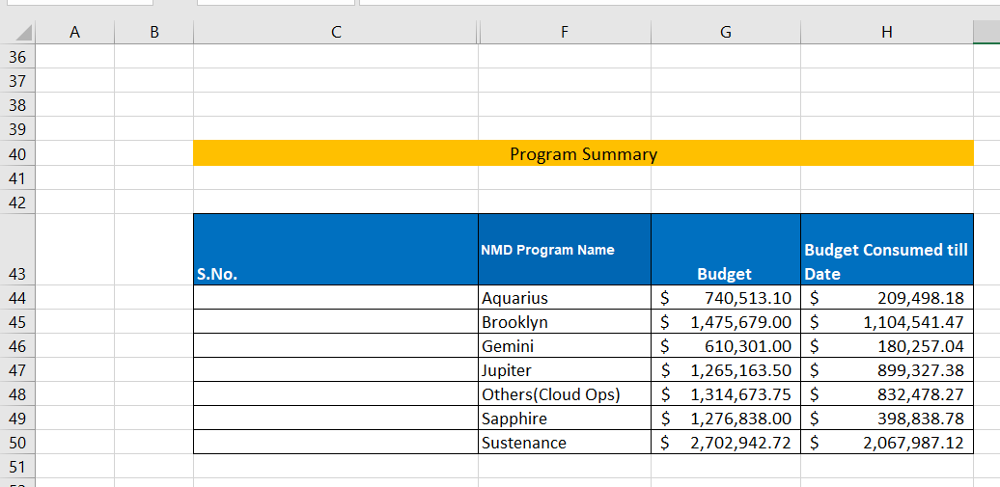 A B C F G H
36
37
38
39
40 Program Summary
41
42
43 S.No. NMD Program Name Budget Budget Consumed till Date
44 Aquarius $ 740,513.10 $ 209,498.18
45 Brooklyn $ 1,475,679.00 $ 1,104,541.47
46 Gemini $ 610,301.00 $ 180,257.04
47 Jupiter $ 1,265,163.50 $ 899,327.38
48 Others(Cloud Ops) $ 1,314,673.75 $ 832,478.27
49 Sapphire $ 1,276,838.00 $ 398,838.78
50 Sustenance $ 2,702,942.72 $ 2,067,987.12
51